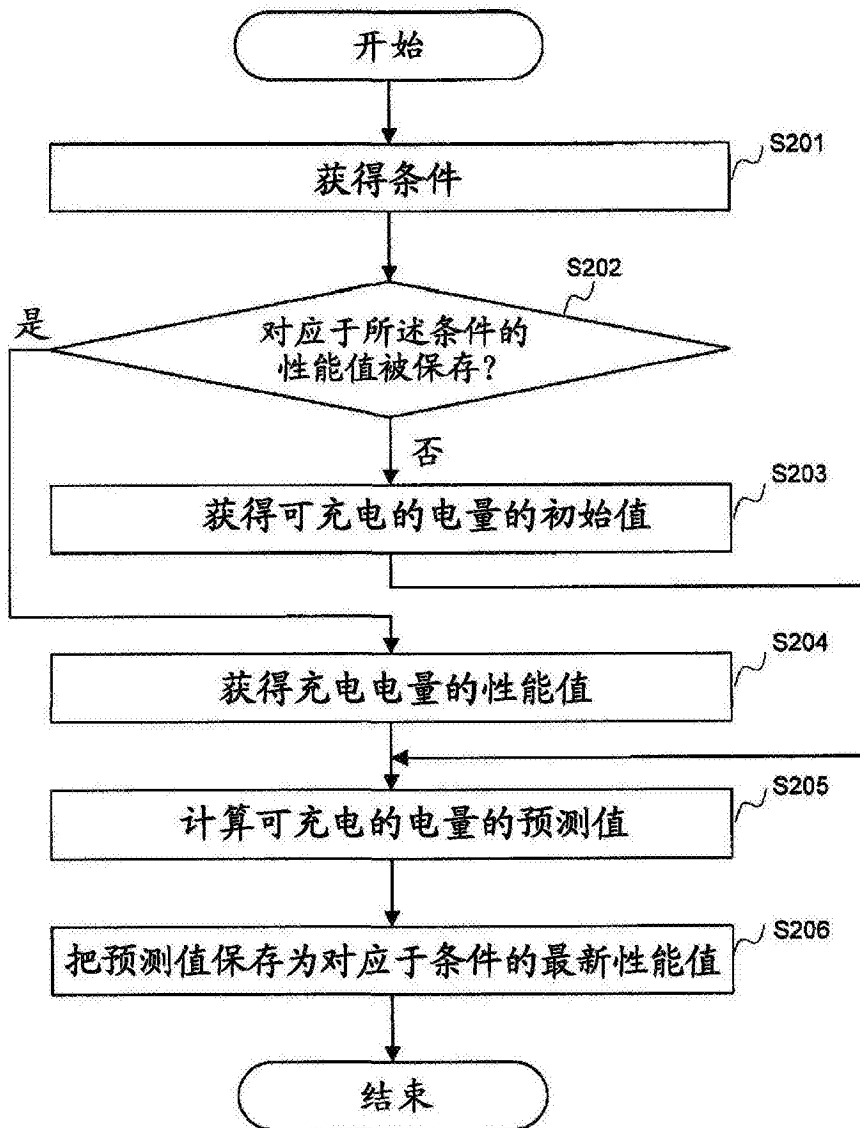 开始
S201
获得条件
S202
是
对应于所述条件的
性能值被保存?
否
S203
获得可充电的电量的初始值
S204
获得充电电量的性能值
S205
计算可充电的电量的预测值
S206
把预测值保存为对应于条件的最新性能值
结束